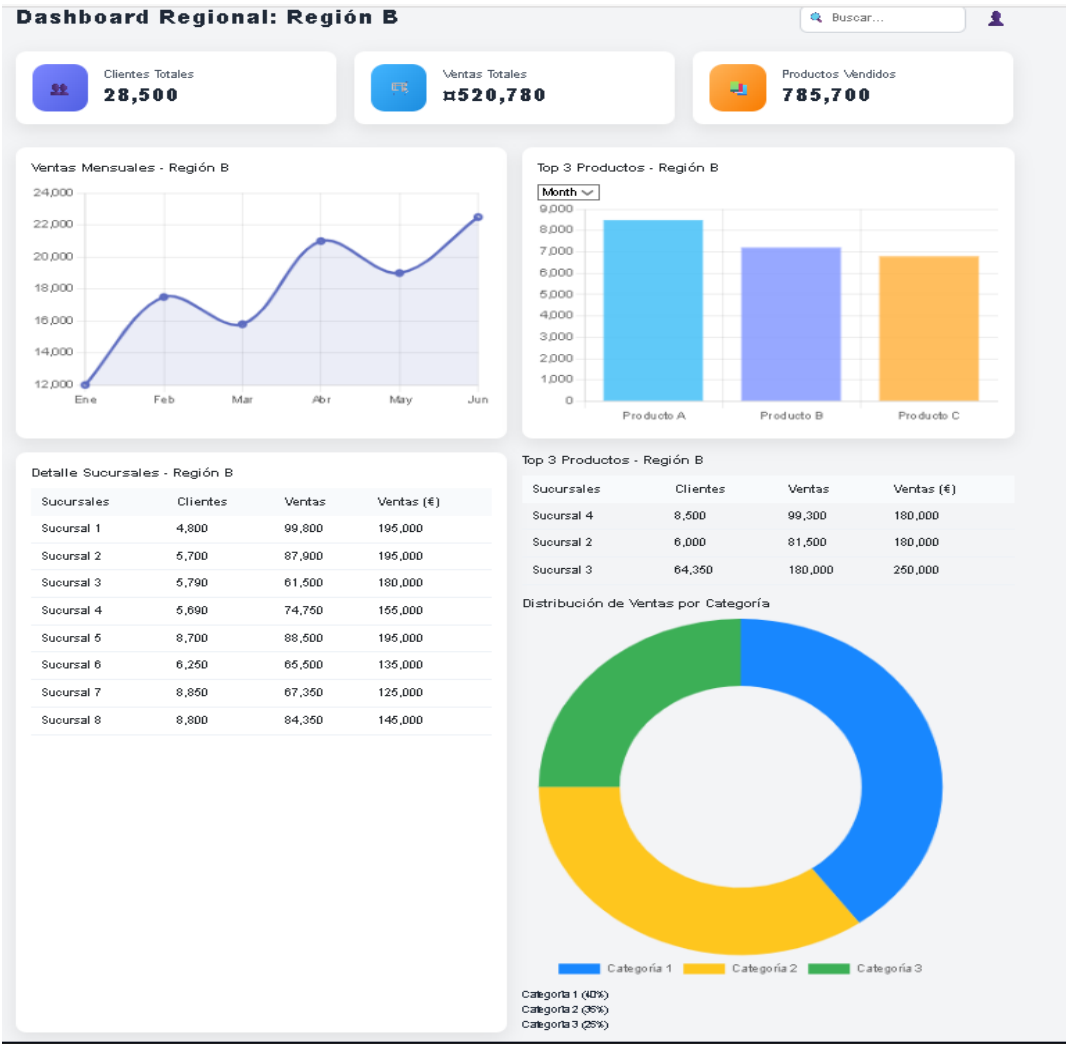 Dashboard Regional: Región B
Buscar...
Clientes Totales
28,500
Ventas Totales
¤520,780
Productos Vendidos
785,700
Ventas Mensuales - Región B
24,000
22,000
20,000
18,000
16,000
14,000
12,000
Ene Feb Mar Abr May Jun
Top 3 Productos - Región B
Month
9,000
8,000
7,000
6,000
5,000
4,000
3,000
2,000
1,000
0
Producto A Producto B Producto C
Detalle Sucursales - Región B
Sucursales Clientes Ventas Ventas (€)
Sucursal 1 4,800 99,800 195,000
Sucursal 2 5,700 87,900 195,000
Sucursal 3 5,790 61,500 180,000
Sucursal 4 5,690 74,750 155,000
Sucursal 5 8,700 88,500 195,000
Sucursal 6 6,250 65,500 135,000
Sucursal 7 8,850 67,350 125,000
Sucursal 8 8,800 84,350 145,000
Top 3 Productos - Región B
Sucursales Clientes Ventas Ventas (€)
Sucursal 4 8,500 99,300 180,000
Sucursal 2 6,000 81,500 180,000
Sucursal 3 64,350 180,000 250,000
Distribución de Ventas por Categoría
Categoría 1 Categoría 2 Categoría 3
Categoría 1 (40%)
Categoría 2 (35%)
Categoría 3 (25%)